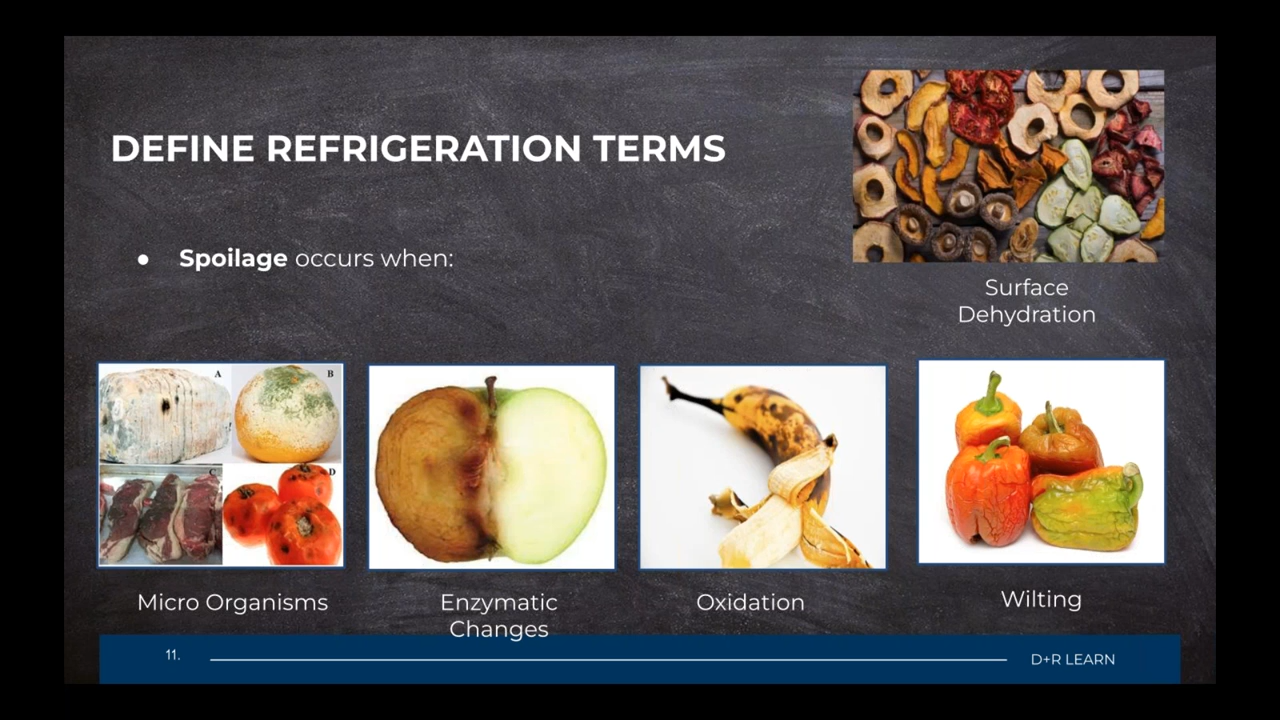 DEFINE REFRIGERATION TERMS
● Spoilage occurs when:
Surface
Dehydration
A
B
C
D
Micro Organisms
Enzymatic
Changes
Oxidation
Wilting
11.
D+R LEARN